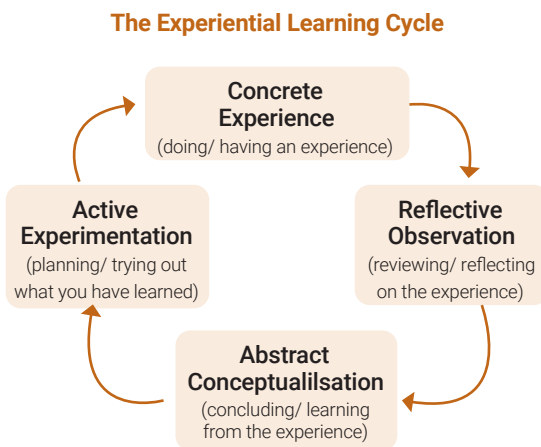 The Experiential Learning Cycle
Concrete
Experience
(doing/ having an experience)
Reflective
Observation
(reviewing/ reflecting
on the experience)
Abstract
Conceptualilsation
(concluding/ learning
from the experience)
Active
Experimentation
(planning/ trying out
what you have learned)